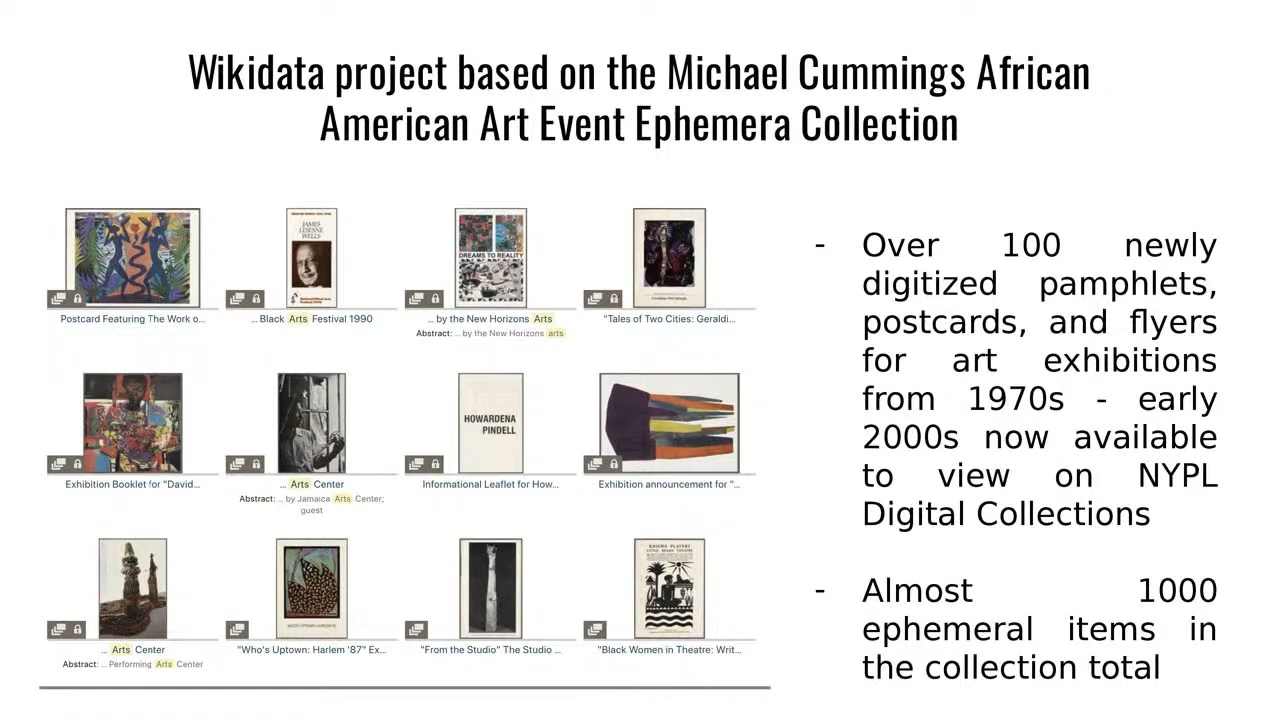 Wikidata project based on the Michael Cummings African
American Art Event Ephemera Collection
JAMES
LESESNE
WELLS
DREAMS TO REALITY
Postcard Featuring The Work o...
... Black Arts Festival 1990
... by the New Horizons Arts
Abstract: ... by the New Horizons arts
"Tales of Two Cities: Geraldi...
HOWARDENA
PINDELL
Exhibition Booklet for "David...
... Arts Center
Abstract: ... by Jamaica Arts Center;
guest
Informational Leaflet for How...
Exhibition announcement for "...
... Arts Center
Abstract: ... Performing Arts Center
"Who's Uptown: Harlem '87" Ex...
"From the Studio" The Studio ...
"Black Women in Theatre: Writ...
- Over 100 newly
digitized pamphlets,
postcards, and flyers
for art exhibitions
from 1970s - early
2000s now available
to view on NYPL
Digital Collections
- Almost 1000
ephemeral items in
the collection total